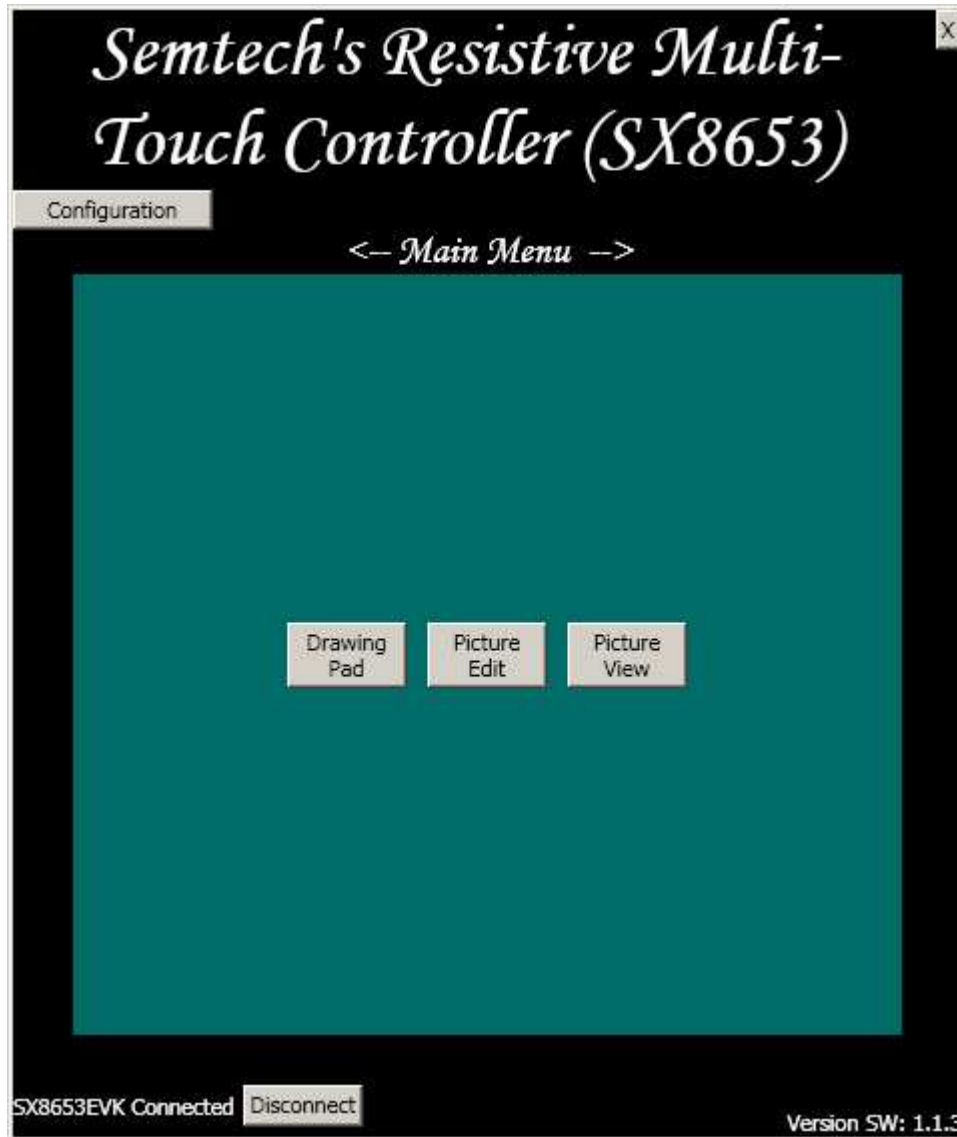 Semtech's Resistive Multi-
Touch Controller (SX8653)
X
Configuration
<-- Main Menu -->
Drawing
Pad
Picture
Edit
Picture
View
SX8653EVK Connected
Disconnect
Version SW: 1.1.3